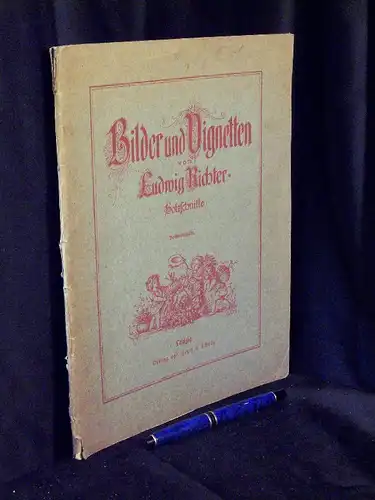 Bilder und Vignetten
von
Ludwig Richter.
Holzschnitte
Leipzig